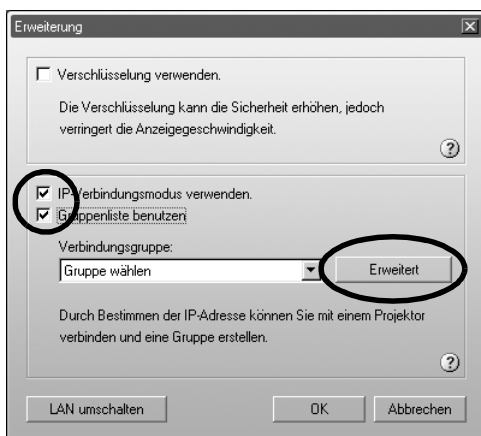 Erweiterung
Verschlüsselung verwenden.
Die Verschlüsselung kann die Sicherheit erhöhen, jedoch
verringert die Anzeigegeschwindigkeit.
?
IP-Verbindungsmodus verwenden.
Gruppenliste benutzen
Verbindungsgruppe:
Gruppe wählen
Erweitert
Durch Bestimmen der IP-Adresse können Sie mit einem Projektor
verbinden und eine Gruppe erstellen.
?
LAN umschalten
OK
Abbrechen